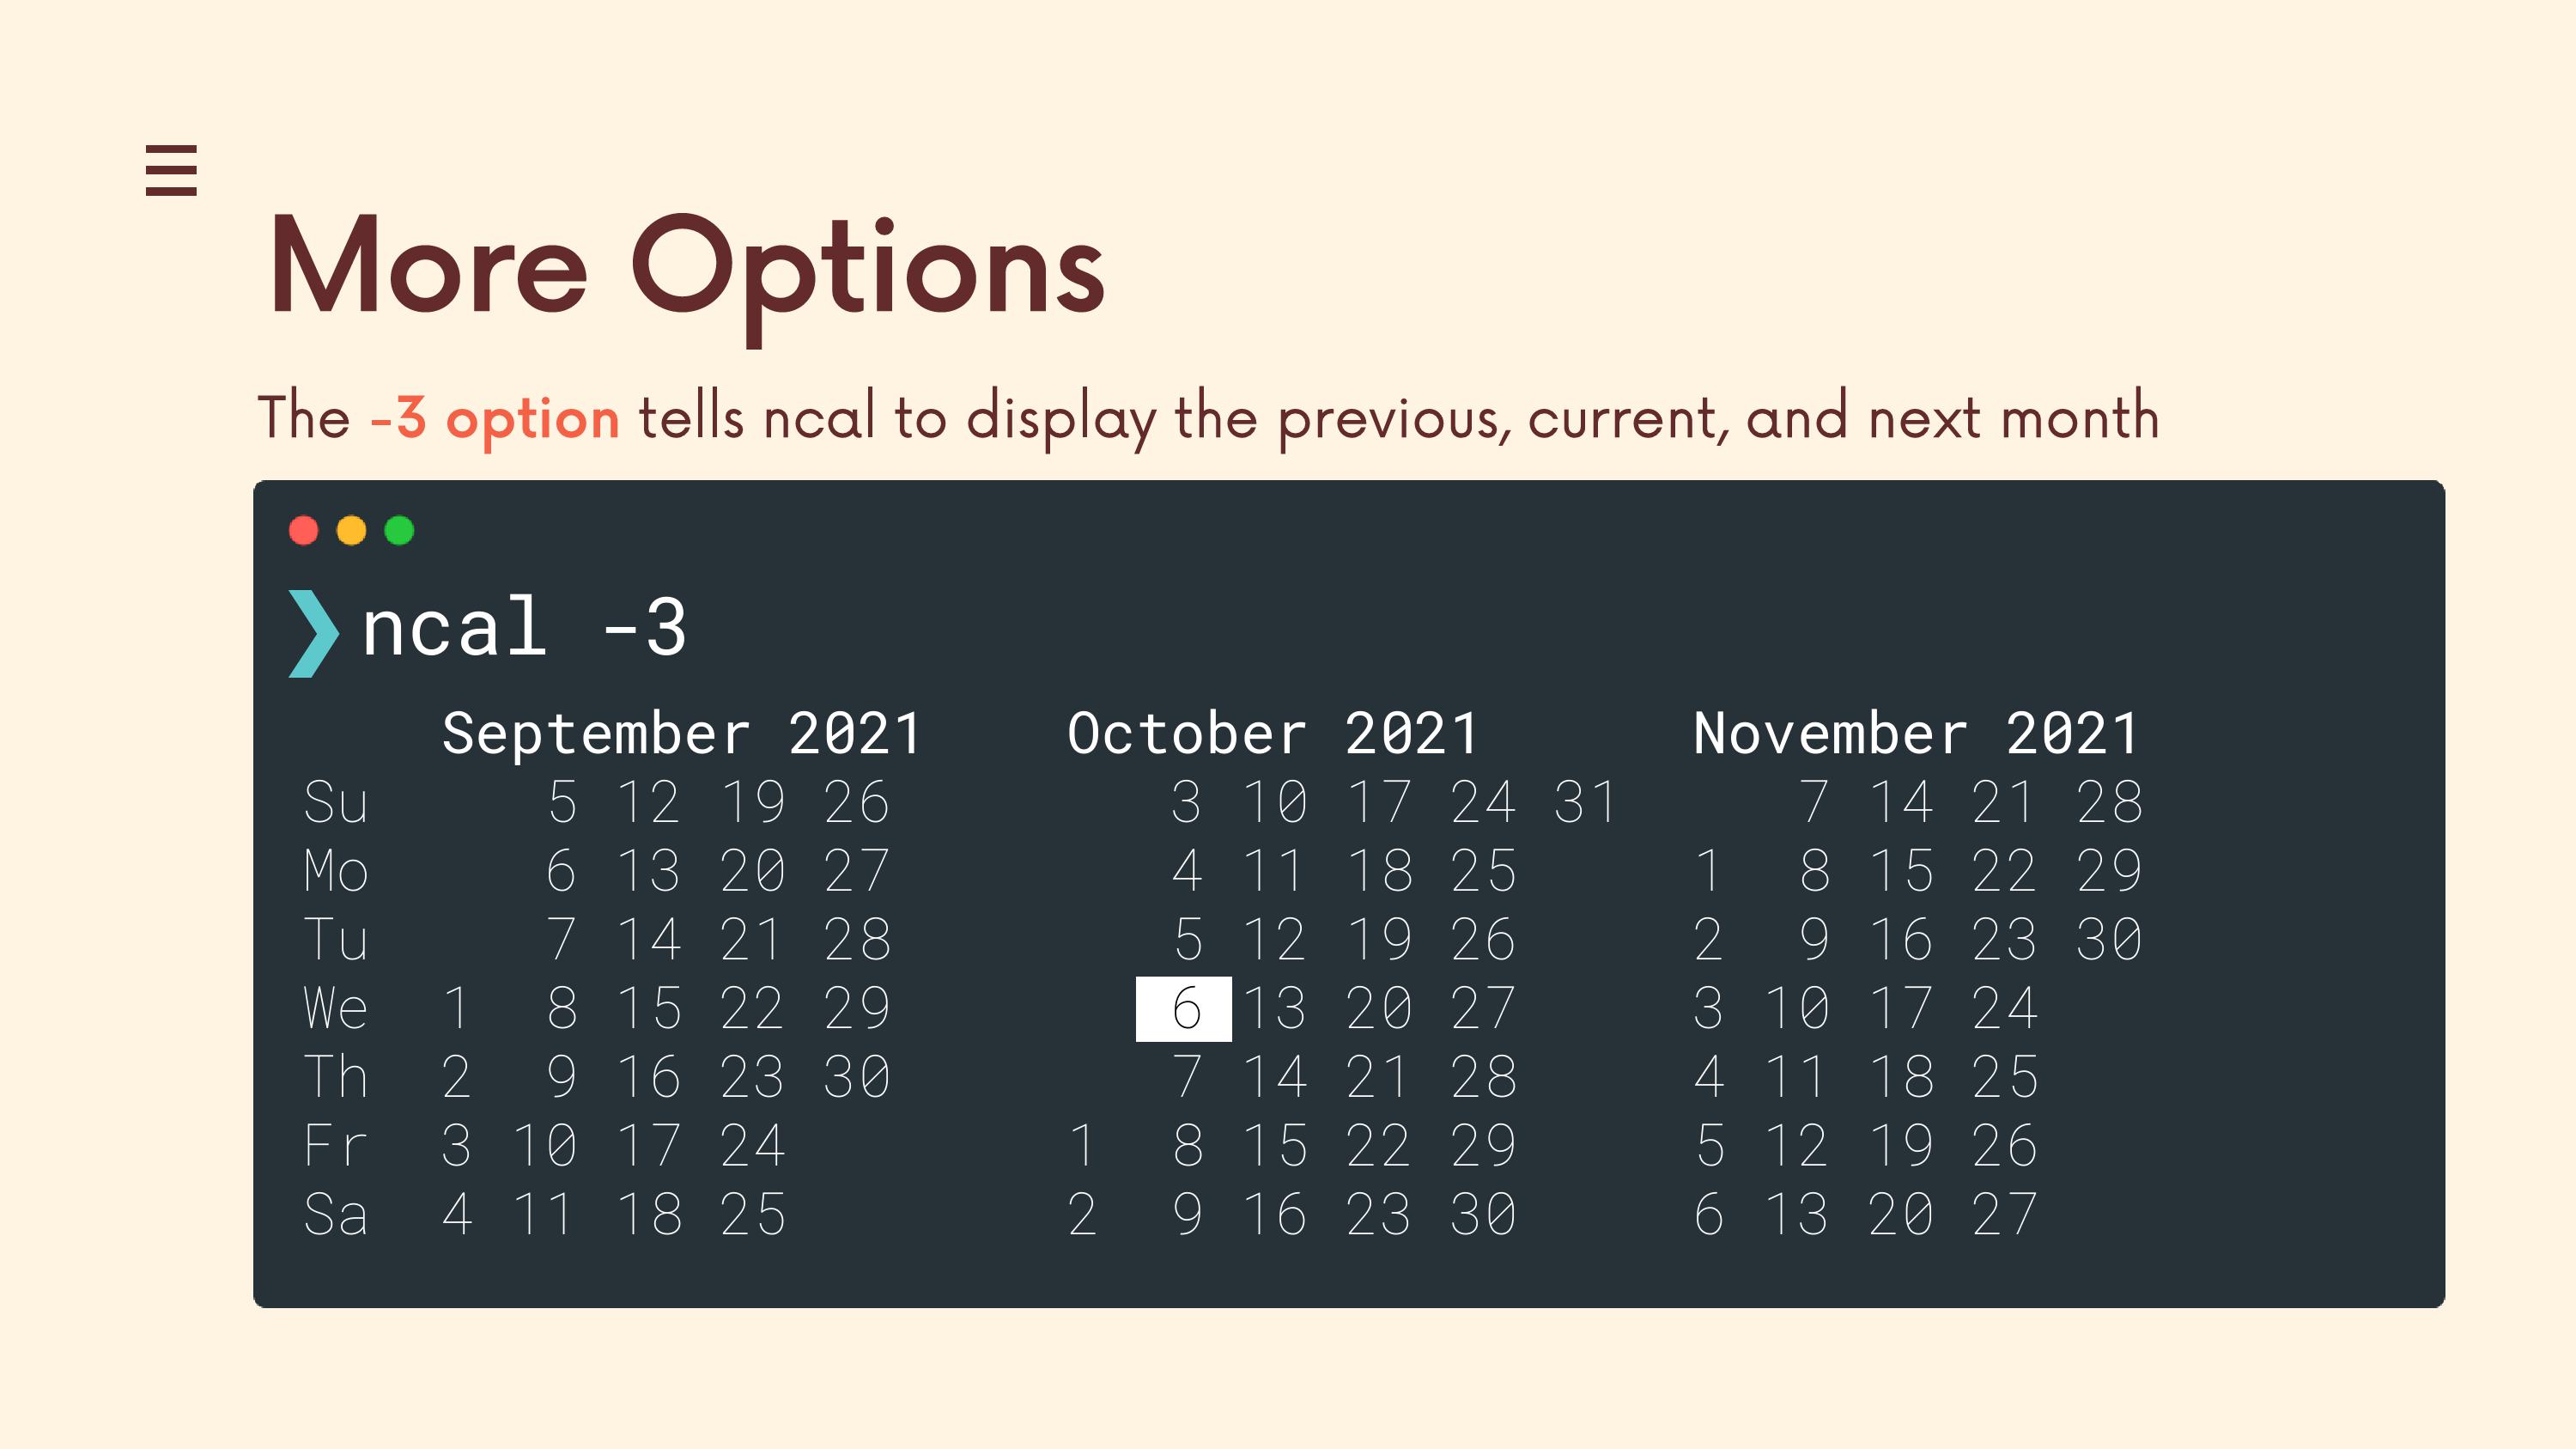 More Options
The -3 option tells ncal to display the previous, current, and next month
❯ ncal -3
    September 2021    October 2021      November 2021
Su     5 12 19 26        3 10 17 24 31     7 14 21 28
Mo     6 13 20 27        4 11 18 25     1  8 15 22 29
Tu     7 14 21 28        5 12 19 26     2  9 16 23 30
We  1  8 15 22 29        6 13 20 27     3 10 17 24
Th  2  9 16 23 30        7 14 21 28     4 11 18 25
Fr  3 10 17 24        1  8 15 22 29     5 12 19 26
Sa  4 11 18 25        2  9 16 23 30     6 13 20 27